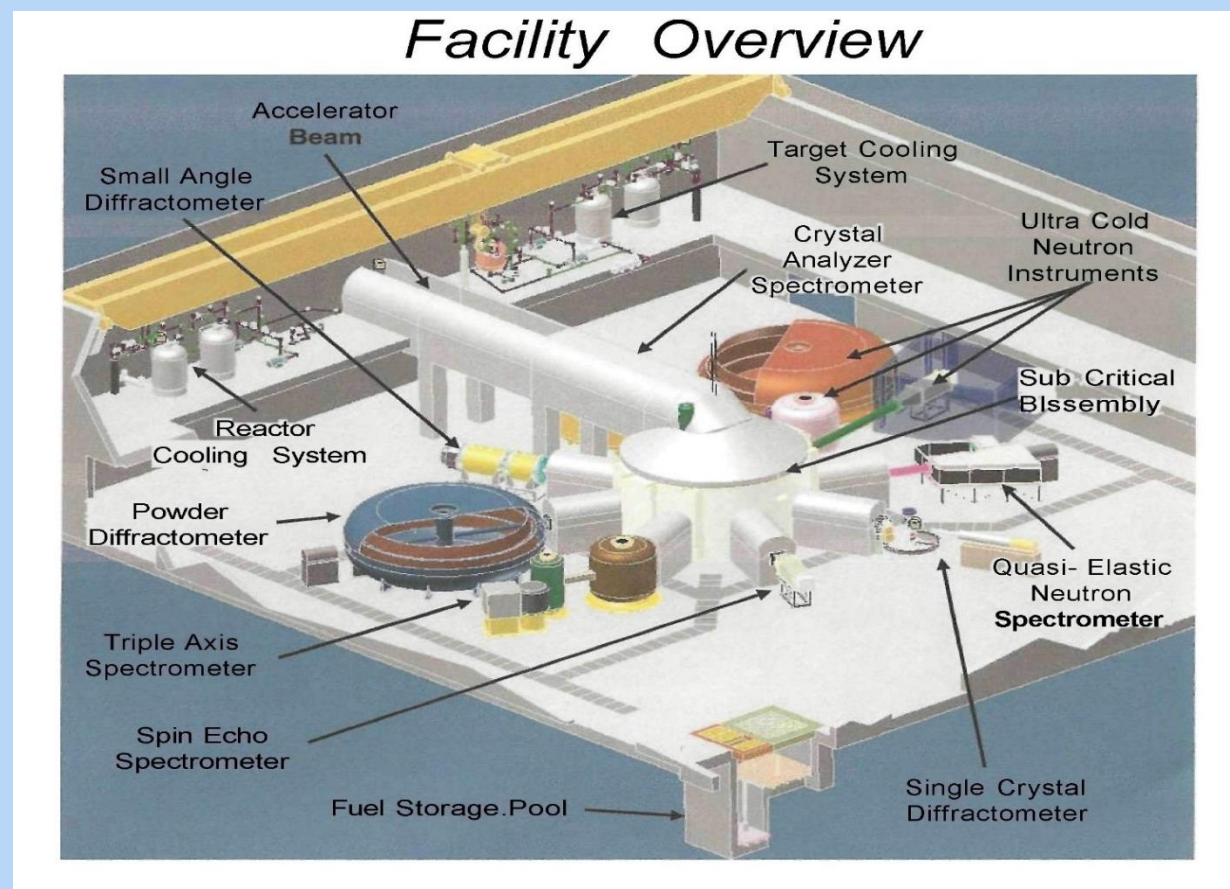 Facility Overview
Accelerator
Beam
Small Angle
Diffractometer
Target Cooling
System
Ultra Cold
Neutron
Instruments
Crystal
Analyzer
Spectrometer
Sub Critical
BIssembly
Reactor
Cooling System
Powder
Diffractometer
Quasi- Elastic
Neutron
Spectrometer
Triple Axis
Spectrometer
Spin Echo
Spectrometer
Single Crystal
Diffractometer
Fuel Storage.Pool